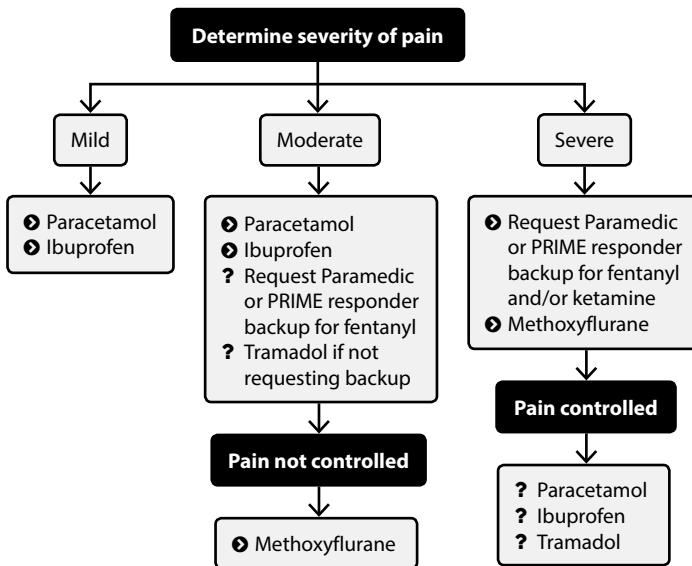 Determine severity of pain
Mild
Moderate
Severe
Paracetamol
Ibuprofen
Paracetamol
Ibuprofen
? Request Paramedic
or PRIME responder
backup for fentanyl
? Tramadol if not
requesting backup
Request Paramedic
or PRIME responder
backup for fentanyl
and/or ketamine
Methoxyflurane
Pain not controlled
Methoxyflurane
Pain controlled
? Paracetamol
? Ibuprofen
? Tramadol